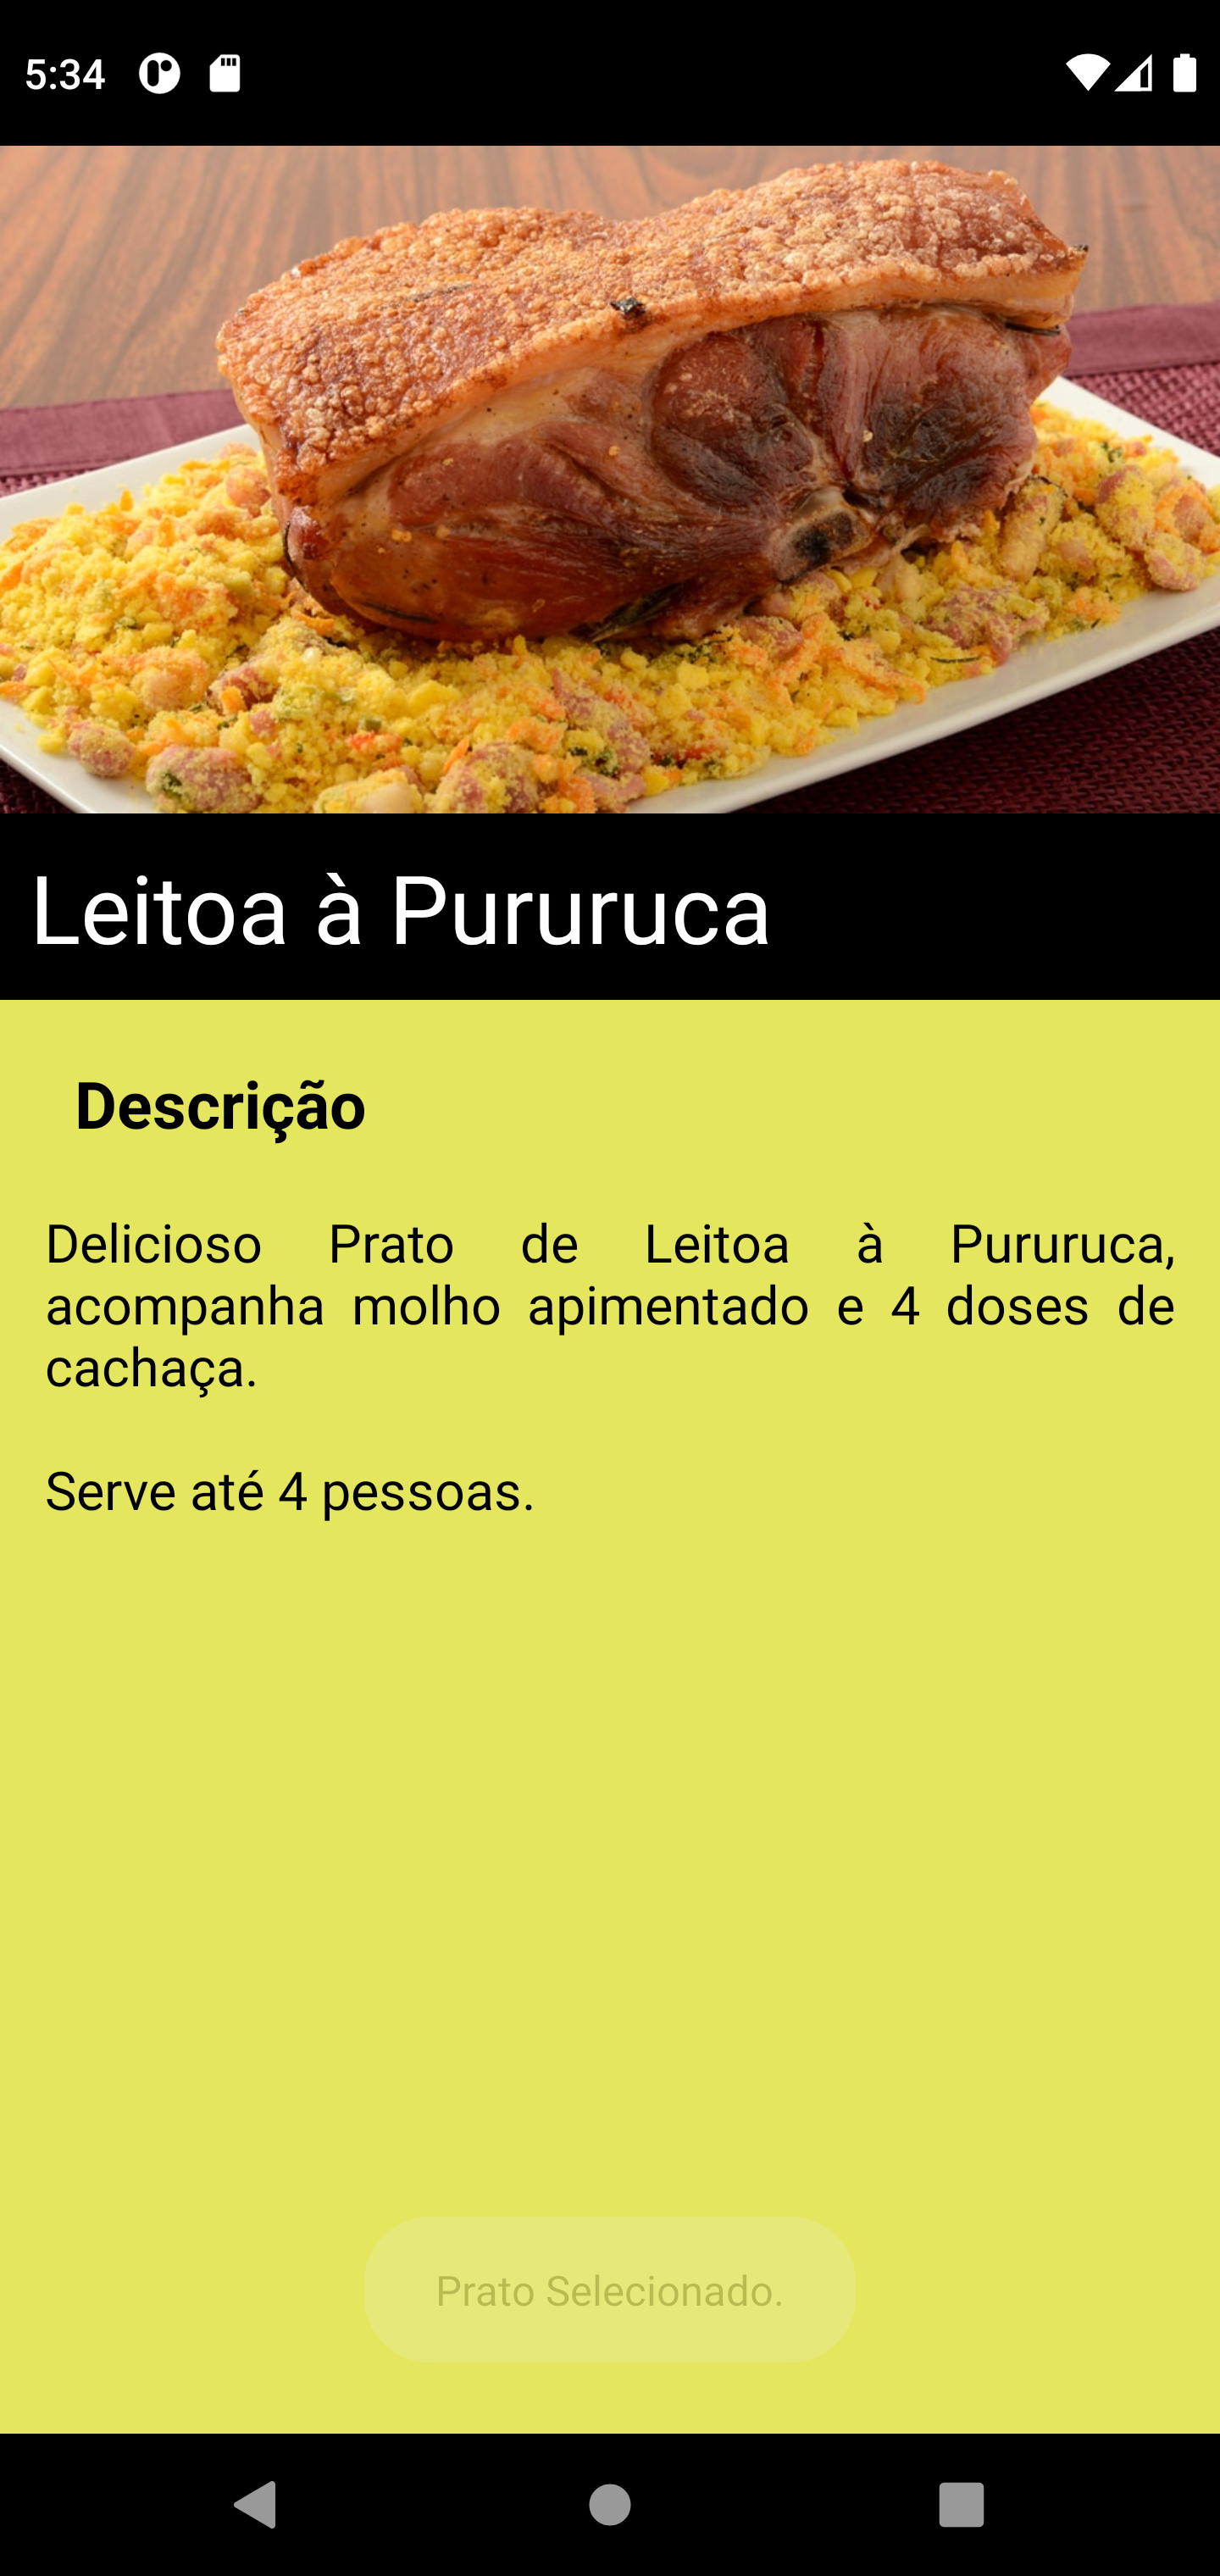 5:34
Leitoa à Pururuca
Descrição
Delicioso Prato de Leitoa à Pururuca,
acompanha molho apimentado e 4 doses de
cachaça.
Serve até 4 pessoas.
Prato Selecionado.